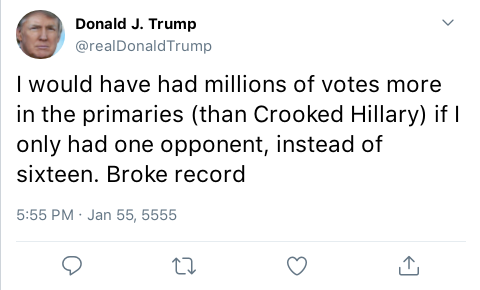 Donald J. Trump
@realDonaldTrump
I would have had millions of votes more
in the primaries (than Crooked Hillary) if I
only had one opponent, instead of
sixteen. Broke record
5:55 PM · Jan 55, 5555